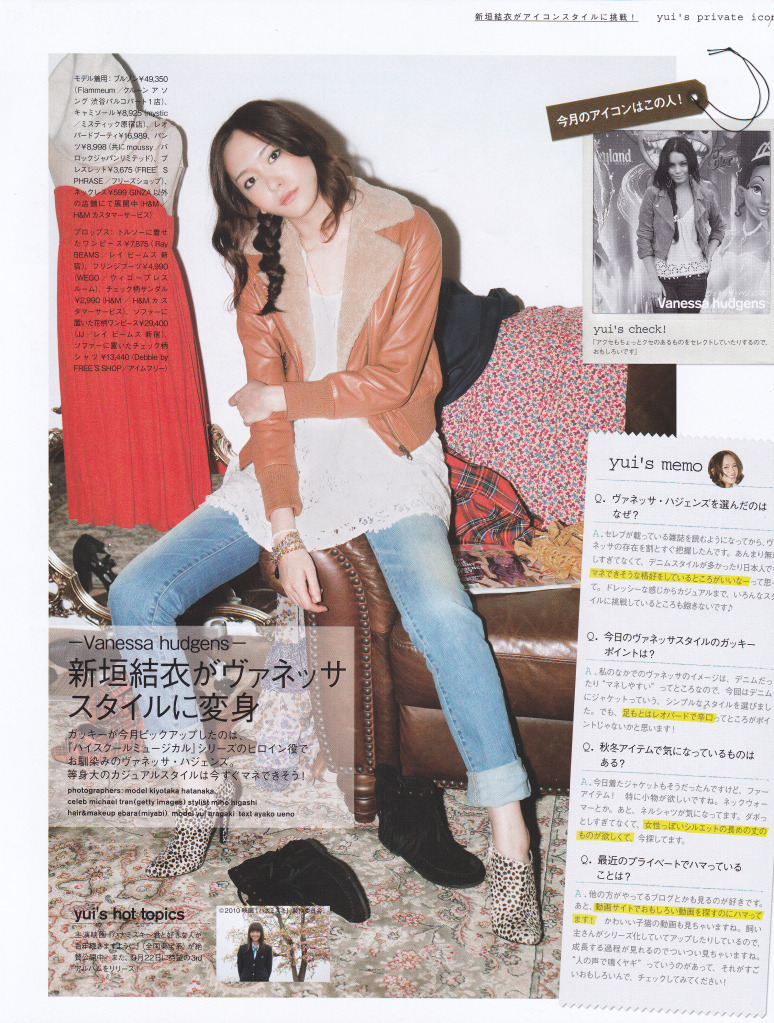 新垣結衣がアイコンスタイルに挑戦！ yui's private icon
モデル着用：ブルゾン¥49,350
(Flammeum／クルーン ア ソ
ング 渋谷パルコパート1店)、
キャミソール¥8,925 (mystic
／ミスティック原宿店)、レオ
パードブーティ¥16,989、パン
ツ¥8,998 (共に moussy／バ
ロックジャパンリミテッド)、ブ
レスレット¥3,675 (FREE'S
PHRASE／フリーズショップ)、
ネックレス¥599 GINZA 以外
の店舗にて展開中 (H&M／
H&M カスタマーサービス)
プロップス：トルソーに着せ
たワンピース¥7,875 (Ray
BEAMS／レイ ビームス 新
宿)、フリンジブーツ¥4,990
(WEGO／ウィゴープレス
ルーム)、チェック柄サンダル
¥2,990 (H&M／H&M カス
タマーサービス)、ソファーに
置いた花柄ワンピース¥29,400
(JJ／レイ ビームス 新宿)、
ソファーに置いたチェック柄
シャツ¥13,440 (Debbie by
FREE'S SHOP／アイムフリー)
今月のアイコンはこの人！
Vanessa hudgens
yui's check!
「アクセもちょっとクセのあるものをセレクトしていたりするので、
おもしろいです」
yui's memo
Q. ヴァネッサ・ハジェンズを選んだのは
なぜ？
A. セレブが載っている雑誌を読むようになってから、ヴ
ネッサの存在を割とすぐ把握したんです。あんまり無理
しすぎてなくて、デニムスタイルが多かったり日本人でも
マネできそうな格好をしているところがいいなーって思っ
て。ドレッシーな感じからカジュアルまで、いろんなスタ
イルに挑戦しているところも飽きないです♪
Q. 今日のヴァネッサスタイルのガッキー
ポイントは？
A. 私のなかでのヴァネッサのイメージは、デニムだっ
たり“マネしやすい”ってところなので、今回はデニム
にジャケットっていう、シンプルなスタイルを選びまし
た。でも、足もとはレオパードで辛口ってところがポイ
ントじゃないかと思います！
Q. 秋冬アイテムで気になっているものは
ある？
A. 今日着たジャケットもそうだったんですけど、ファー
アイテム！ 特に小物が欲しいですね。ネックウォー
マーとか。あと、ネルシャツが気になってます。ダボっ
としすぎてなくて、女性っぽいシルエットの長めの丈の
ものが欲しくて、今探してます。
Q. 最近のプライベートでハマっている
ことは？
A. 他の方がやってるブログとかも見るのが好きです。
あと、動画サイトでおもしろい動画を探すのにハマって
ます！ かわいい子猫の動画も見ちゃいますね。飼い
主さんがシリーズ化していてアップしたりしているので、
成長する過程が見れるのでついつい見ちゃいますね。
“人の声で鳴くヤギ”っていうのがあって、それがすご
いおもしろいんで、チェックしてみてください！
—Vanessa hudgens—
新垣結衣がヴァネッサ
スタイルに変身
ガッキーが今月ピックアップしたのは、
『ハイスクールミュージカル』シリーズのヒロイン役で
お馴染みのヴァネッサ・ハジェンズ。
等身大のカジュアルスタイルは今すぐマネできそう！
photographers: model kiyotaka hatanaka,
celeb michael tran(getty images) stylist miho higashi
hair&makeup ebara(miyabi) model yui aragaki text ayako ueno
yui's hot topics
主演映画『ハナミズキ-君と好きな人が
百年続きますように』(全国東宝系)が絶
賛公開中。また、9月22日に待望の3rd
アルバムをリリース！
©2010 映画「ハナミズキ」製作委員会